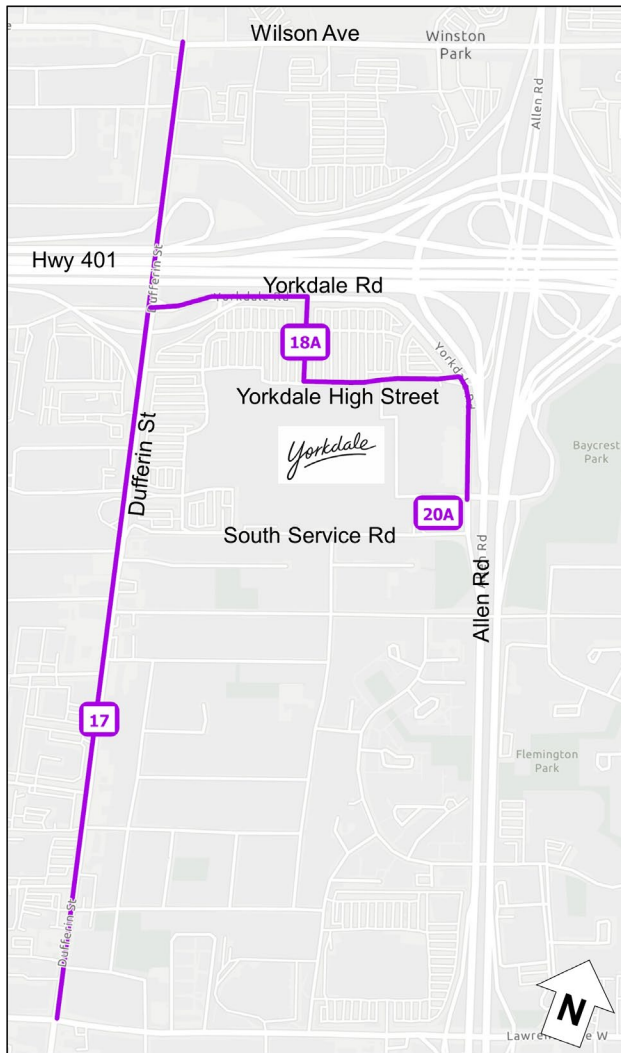 Wilson Ave
Winston
Park
Allen Rd
Hwy 401
Dufferin St
Yorkdale Rd
Yorkdale Rd
18A
Yorkdale Rd
Yorkdale High Street
Dufferin St
yorkdale
Baycrest
Park
20A
South Service Rd
Allen Rd
17
Flemington
Park
Dufferin St
N